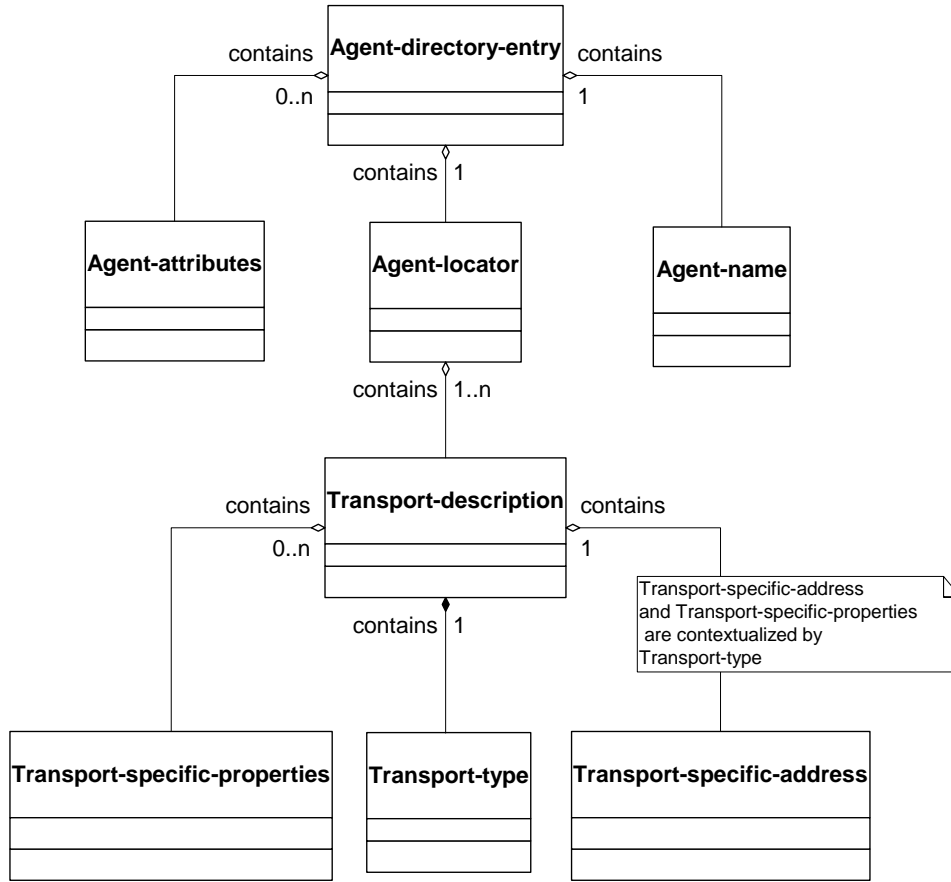 Agent-directory-entry
contains
0..n
contains
1
contains 1
Agent-attributes
Agent-locator
Agent-name
contains 1..n
Transport-description
contains
0..n
contains
1
contains 1
Transport-specific-address
and Transport-specific-properties
are contextualized by
Transport-type
Transport-specific-properties
Transport-type
Transport-specific-address